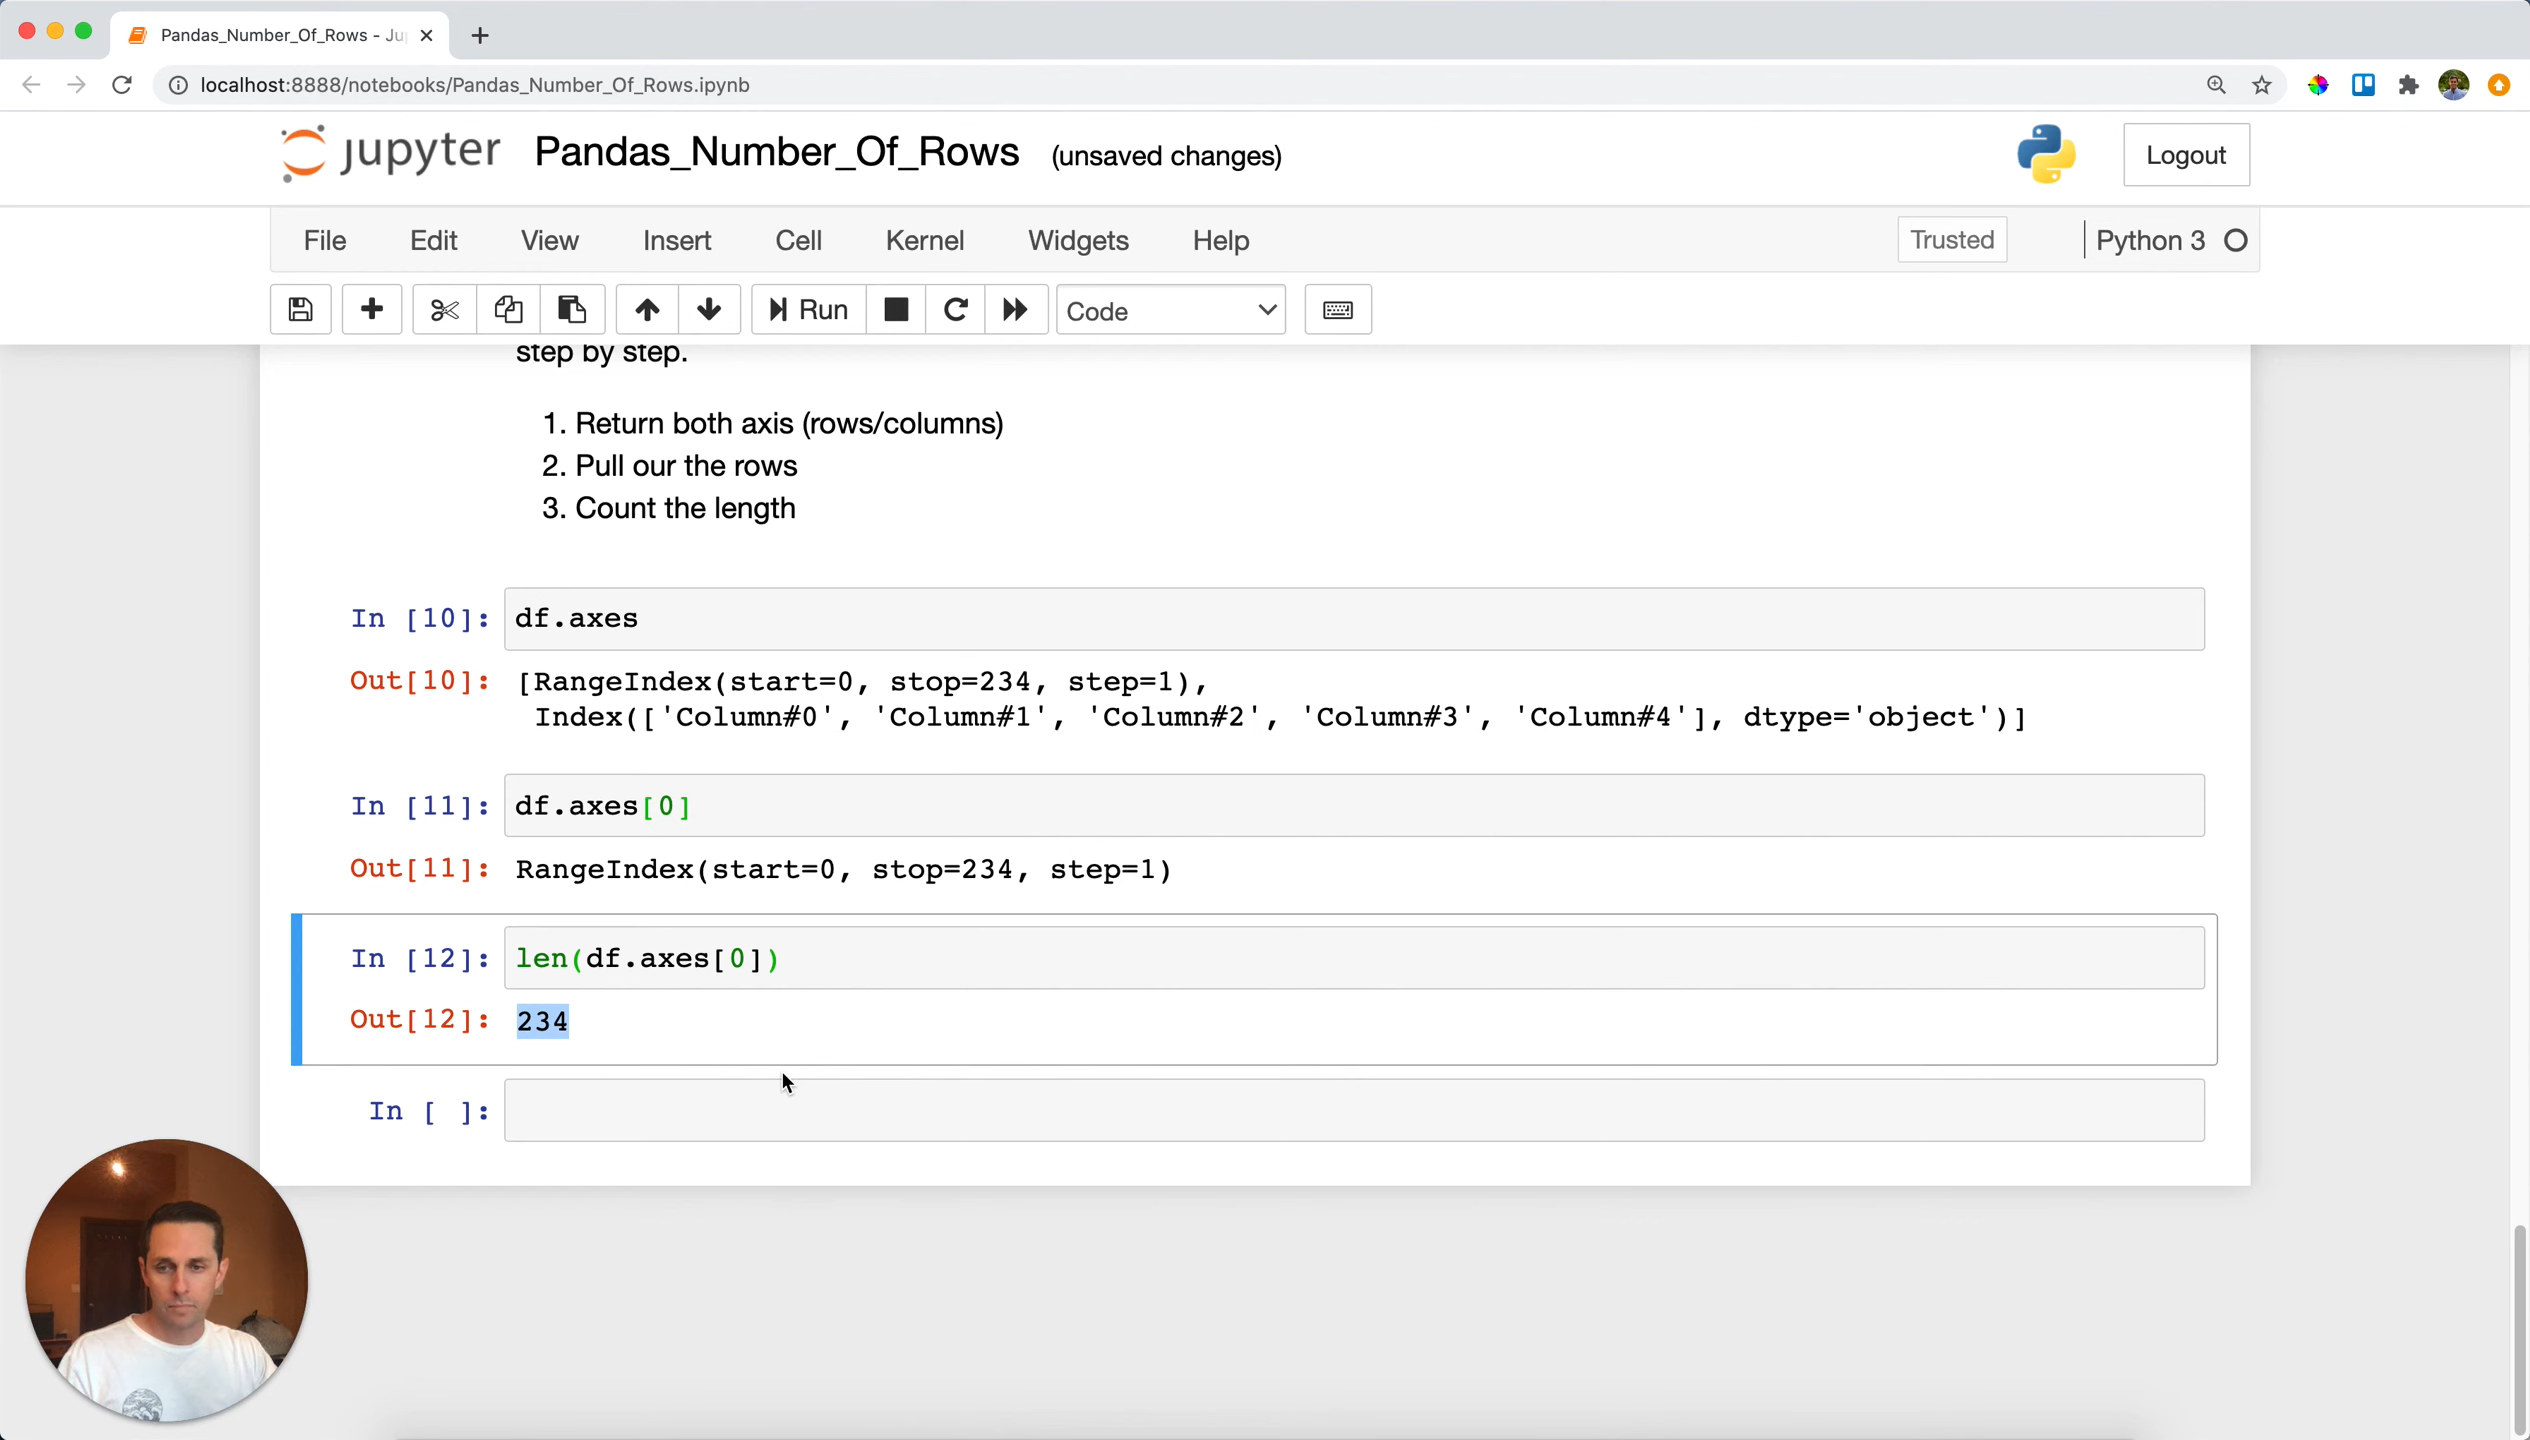 Pandas_Number_Of_Rows - Ju
localhost:8888/notebooks/Pandas_Number_Of_Rows.ipynb
jupyter Pandas_Number_Of_Rows (unsaved changes) Logout
File Edit View Insert Cell Kernel Widgets Help Trusted Python 3
Run Code
step by step.
1. Return both axis (rows/columns)
2. Pull our the rows
3. Count the length
In [10]: df.axes
Out[10]: [RangeIndex(start=0, stop=234, step=1),
Index(['Column#0', 'Column#1', 'Column#2', 'Column#3', 'Column#4'], dtype='object')]
In [11]: df.axes[0]
Out[11]: RangeIndex(start=0, stop=234, step=1)
In [12]: len(df.axes[0])
Out[12]: 234
In [ ]: